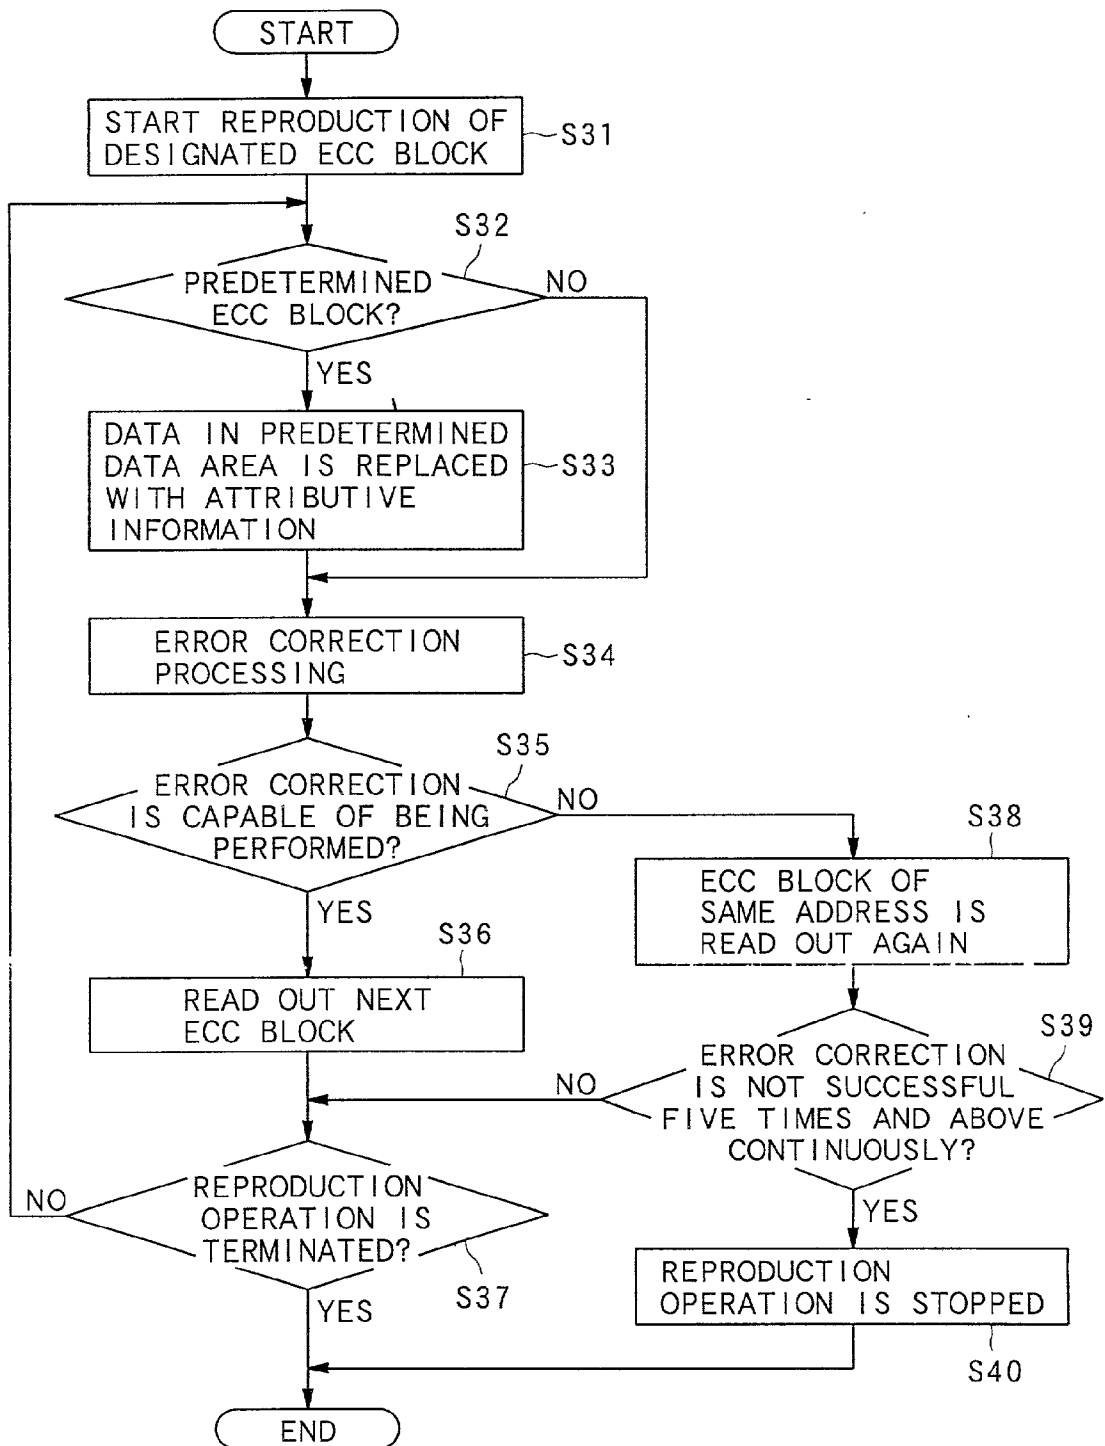 START
START REPRODUCTION OF
DESIGNATED ECC BLOCK
S31
S32
PREDETERMINED
ECC BLOCK?
NO
YES
DATA IN PREDETERMINED
DATA AREA IS REPLACED
WITH ATTRIBUTIVE
INFORMATION
S33
ERROR CORRECTION
PROCESSING
S34
S35
ERROR CORRECTION
IS CAPABLE OF BEING
PERFORMED?
NO
YES
S38
ECC BLOCK OF
SAME ADDRESS IS
READ OUT AGAIN
S36
READ OUT NEXT
ECC BLOCK
S39
ERROR CORRECTION
IS NOT SUCCESSFUL
FIVE TIMES AND ABOVE
CONTINUOUSLY?
NO
YES
REPRODUCTION
OPERATION IS
TERMINATED?
NO
S37
YES
REPRODUCTION
OPERATION IS STOPPED
S40
END